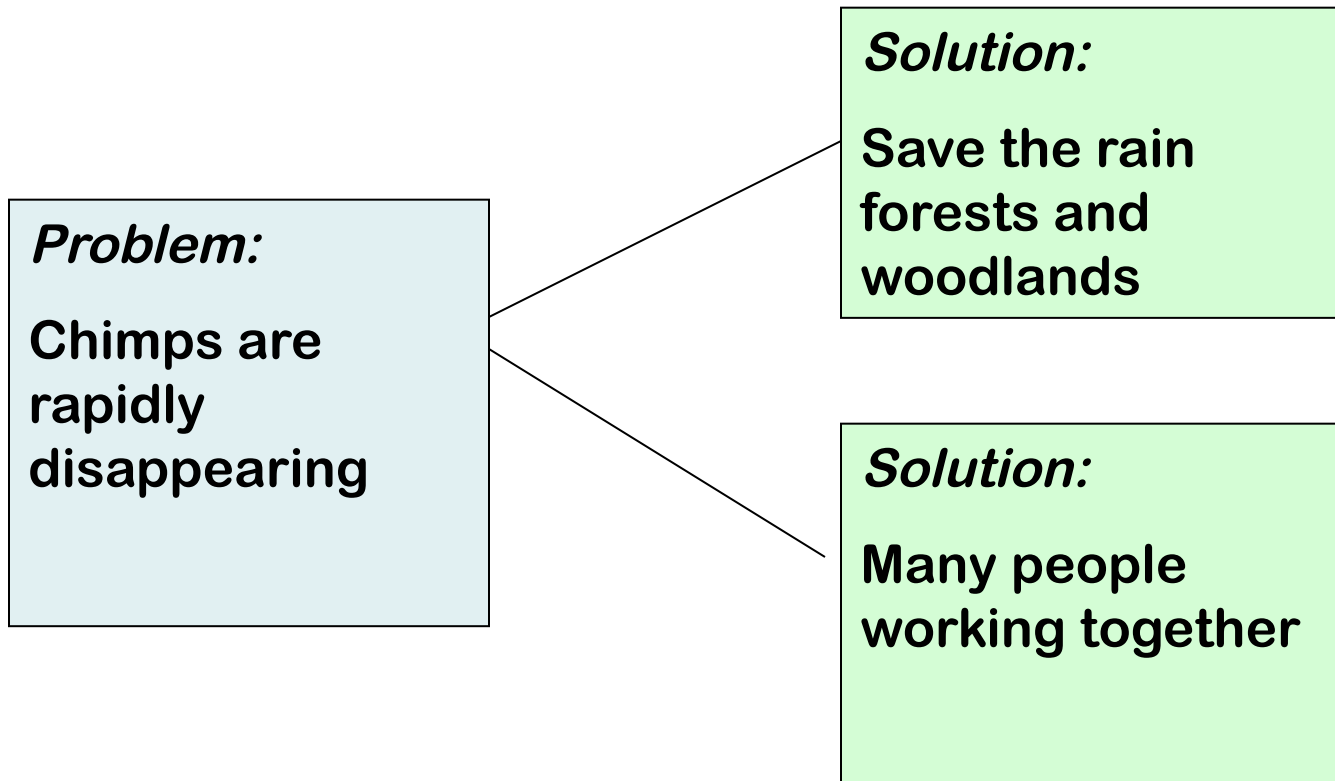 Problem:
Chimps are
rapidly
disappearing
Solution:
Save the rain
forests and
woodlands
Solution:
Many people
working together